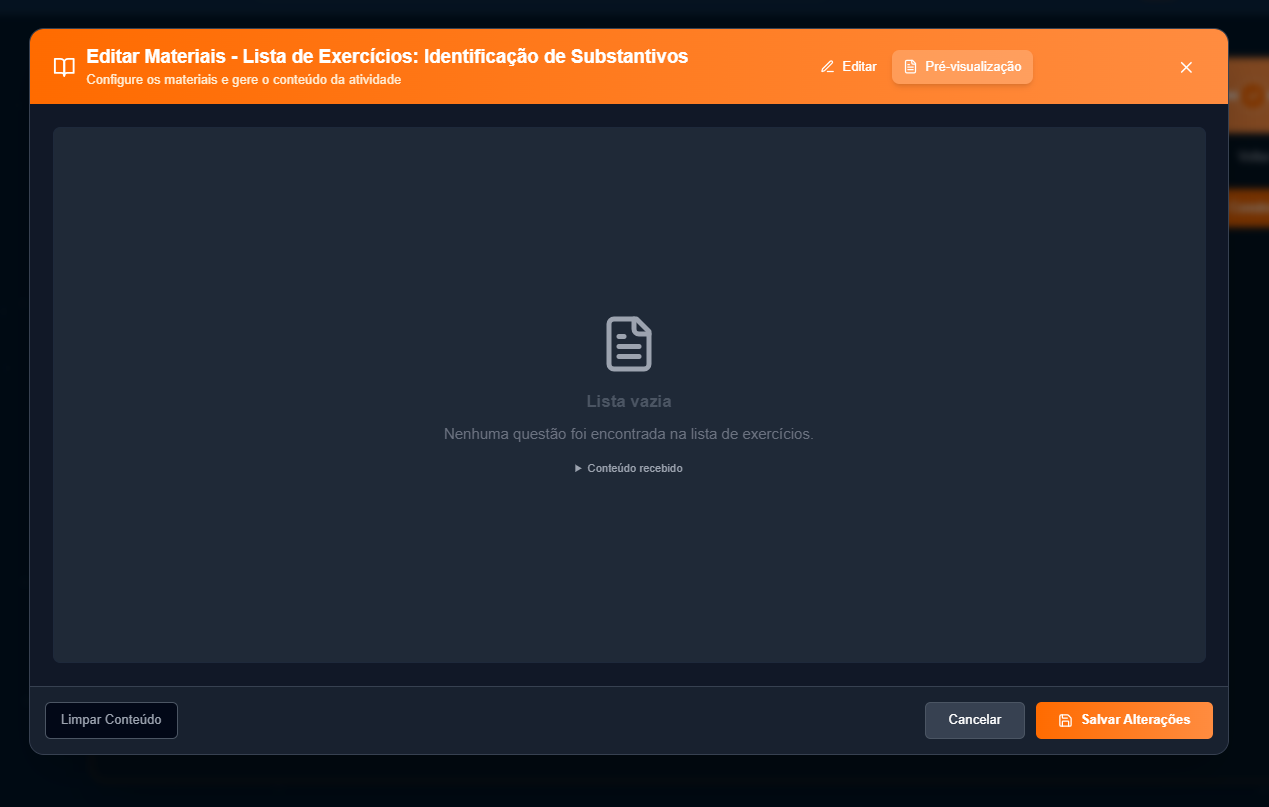 Editar Materiais - Lista de Exercícios: Identificação de Substantivos
Configure os materiais e gere o conteúdo da atividade
Editar
Pré-visualização
Lista vazia
Nenhuma questão foi encontrada na lista de exercícios.
Conteúdo recebido
Limpar Conteúdo
Cancelar
Salvar Alterações